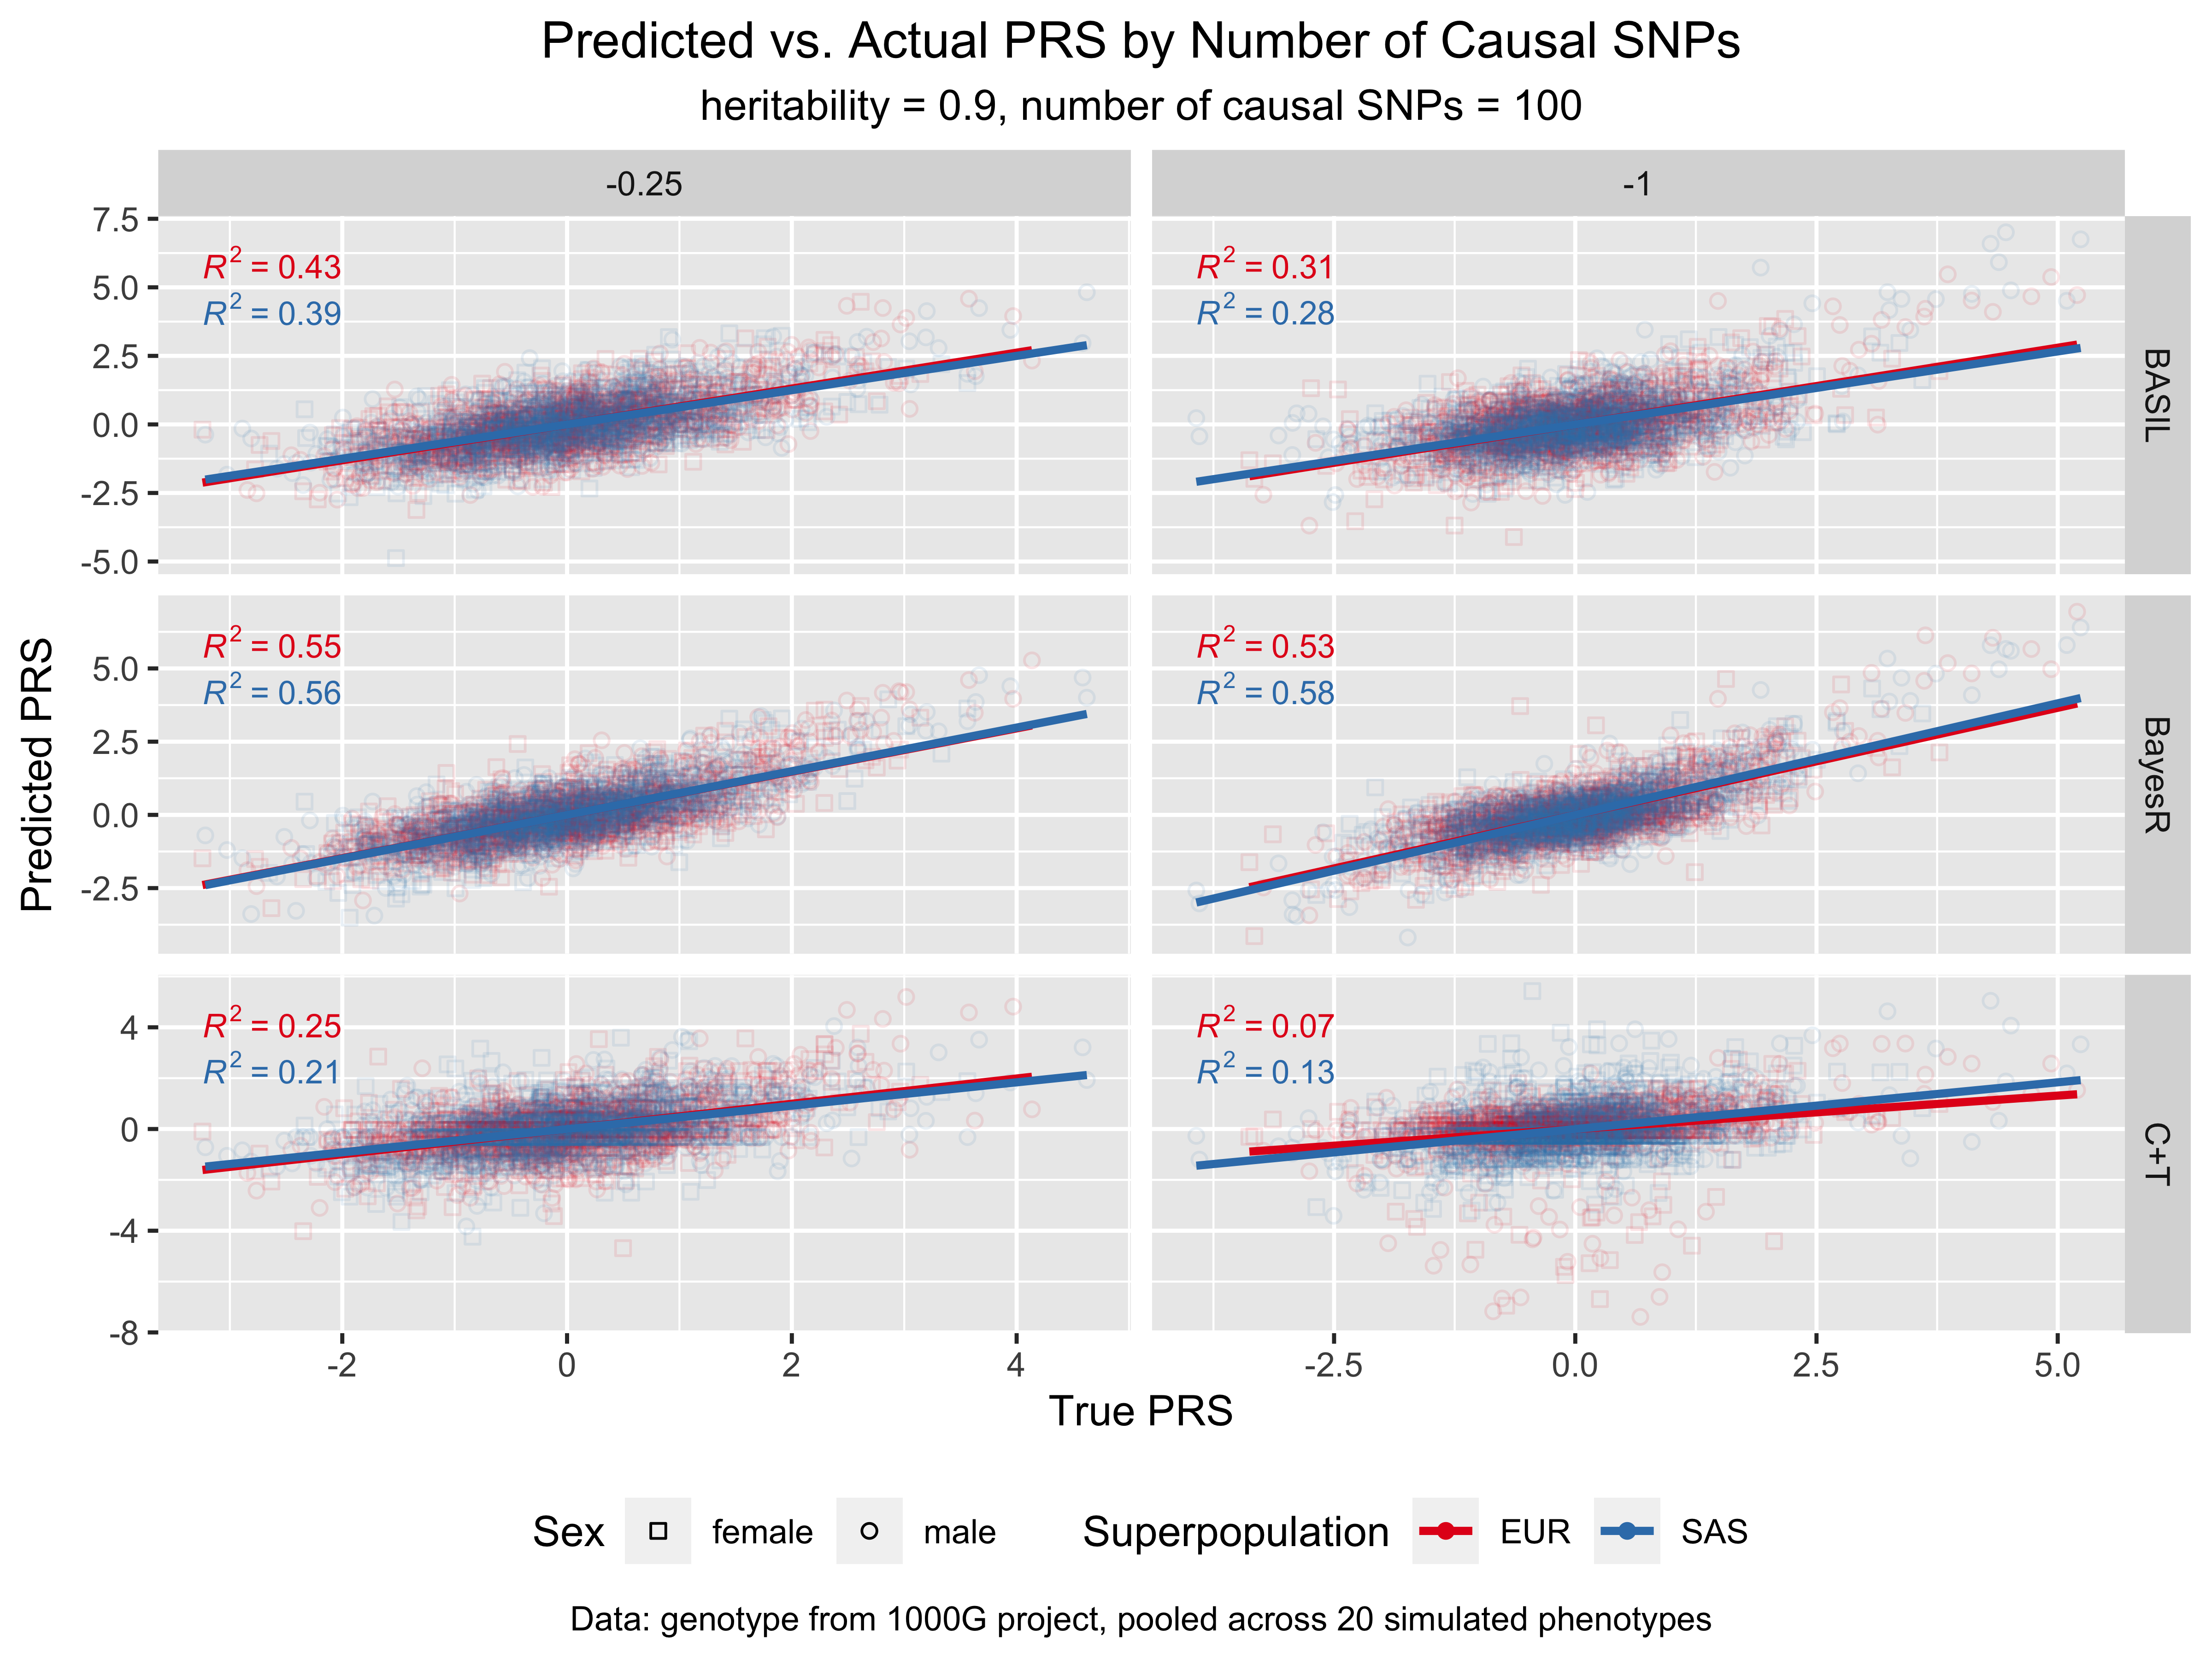 Predicted vs. Actual PRS by Number of Causal SNPs
heritability = 0.9, number of causal SNPs = 100
-0.25
-1
7.5
5.0
2.5
0.0
-2.5
-5.0
R² = 0.43
R² = 0.39
R² = 0.31
R² = 0.28
BASIL
5.0
2.5
0.0
-2.5
R² = 0.55
R² = 0.56
R² = 0.53
R² = 0.58
BayesR
4
0
-4
-8
R² = 0.25
R² = 0.21
R² = 0.07
R² = 0.13
C+T
Predicted PRS
-2 0 2 4
-2.5 0.0 2.5 5.0
True PRS
Sex female male Superpopulation EUR SAS
Data: genotype from 1000G project, pooled across 20 simulated phenotypes